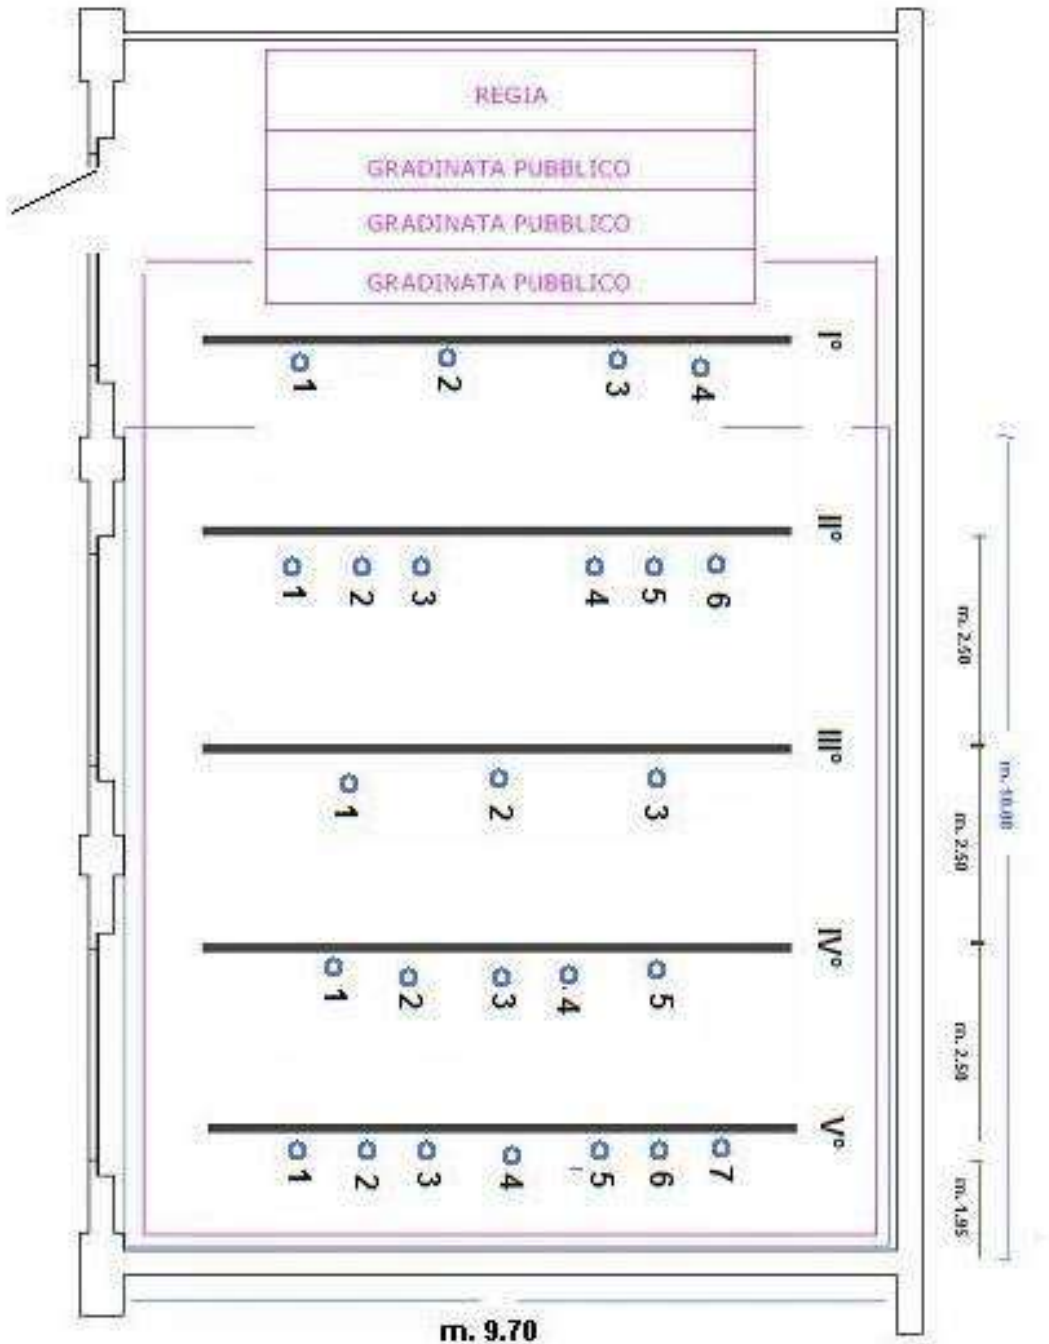 REGIA
GRADINATA PUBBLICO
GRADINATA PUBBLICO
GRADINATA PUBBLICO
I°
1 2 3 4
II°
1 2 3 4 5 6
m. 2.50
III°
1 2 3
m. 10.00
m. 2.50
IV°
1 2 3 4 5
m. 2.50
V°
1 2 3 4 5 6 7
m. 1.95
m. 9.70